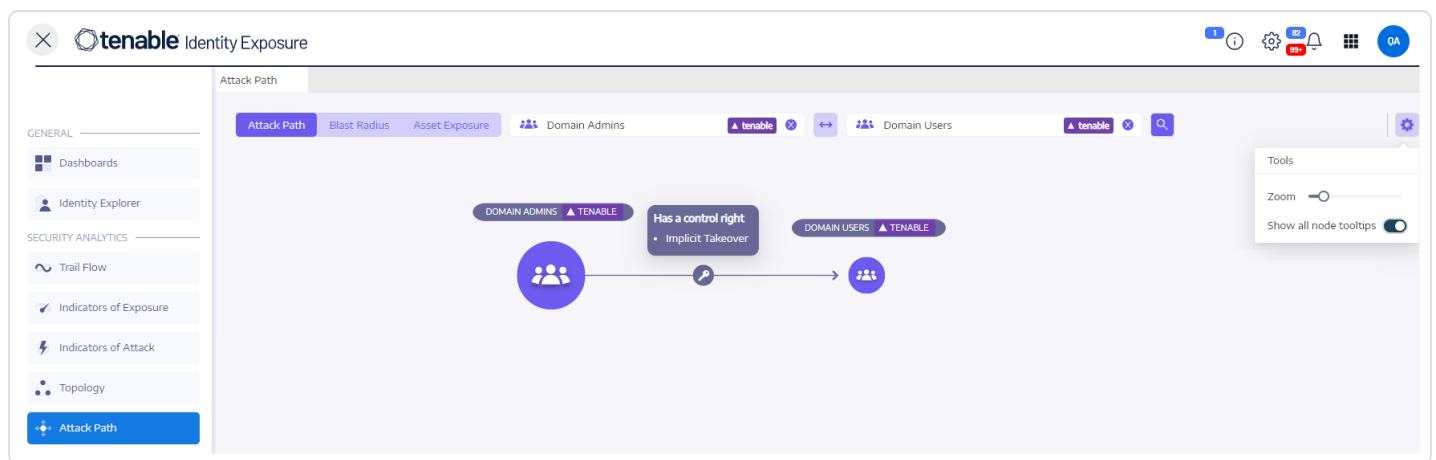 tenable Identity Exposure
1
82
99+
QA
Attack Path
GENERAL
Dashboards
Identity Explorer
SECURITY ANALYTICS
Trail Flow
Indicators of Exposure
Indicators of Attack
Topology
Attack Path
Attack Path Blast Radius Asset Exposure Domain Admins tenable Domain Users tenable
Tools
Zoom
Show all node tooltips
DOMAIN ADMINS TENABLE
Has a control right
• Implicit Takeover
DOMAIN USERS TENABLE